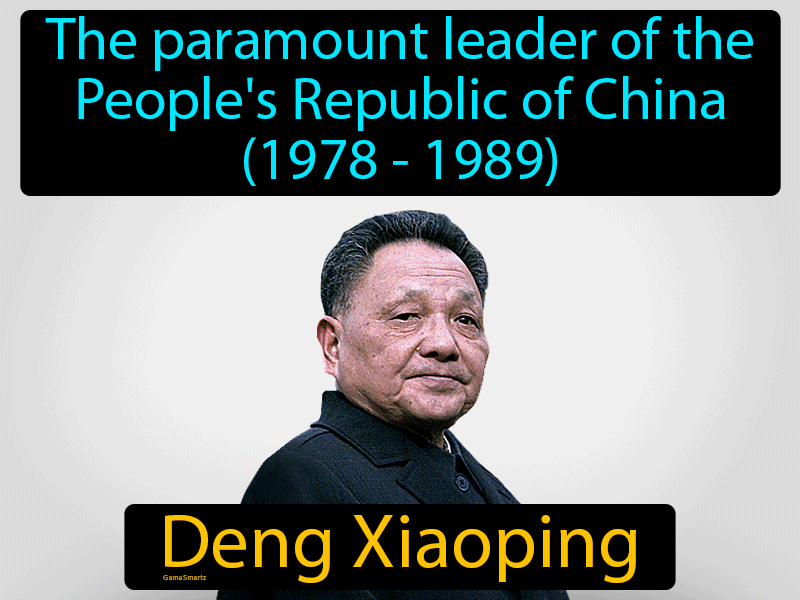 The paramount leader of the
People's Republic of China
(1978 - 1989)
Deng Xiaoping
GameSmartz